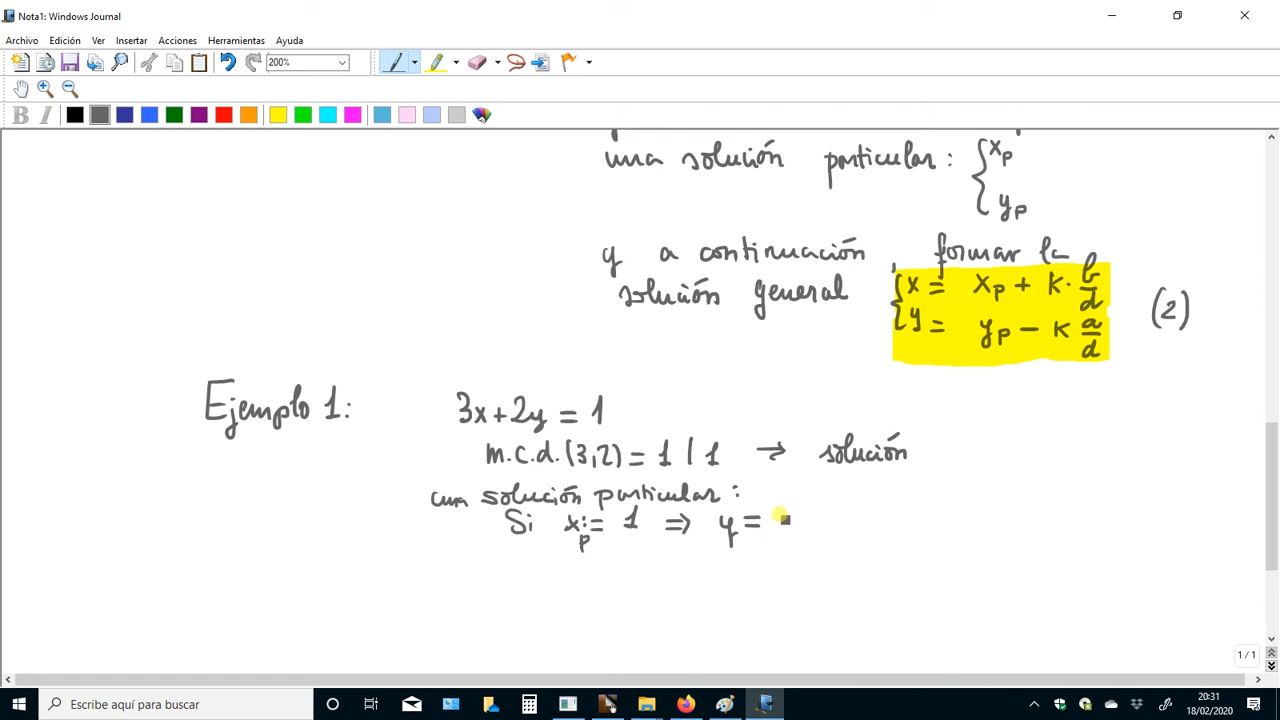 Nota1: Windows Journal
Archivo Edición Ver Insertar Acciones Herramientas Ayuda
200%
B I
una solución particular: { xp
yp
y a continuación, formar la
solución general { x = xp + k · b/d
y = yp − k a/d (2)
Ejemplo 1: 3x+2y = 1
m.c.d.(3,2) = 1 | 1 → solución
una solución particular:
Si xp := 1 ⇒ y =
1 / 1
Escribe aquí para buscar
20:31
18/02/2020